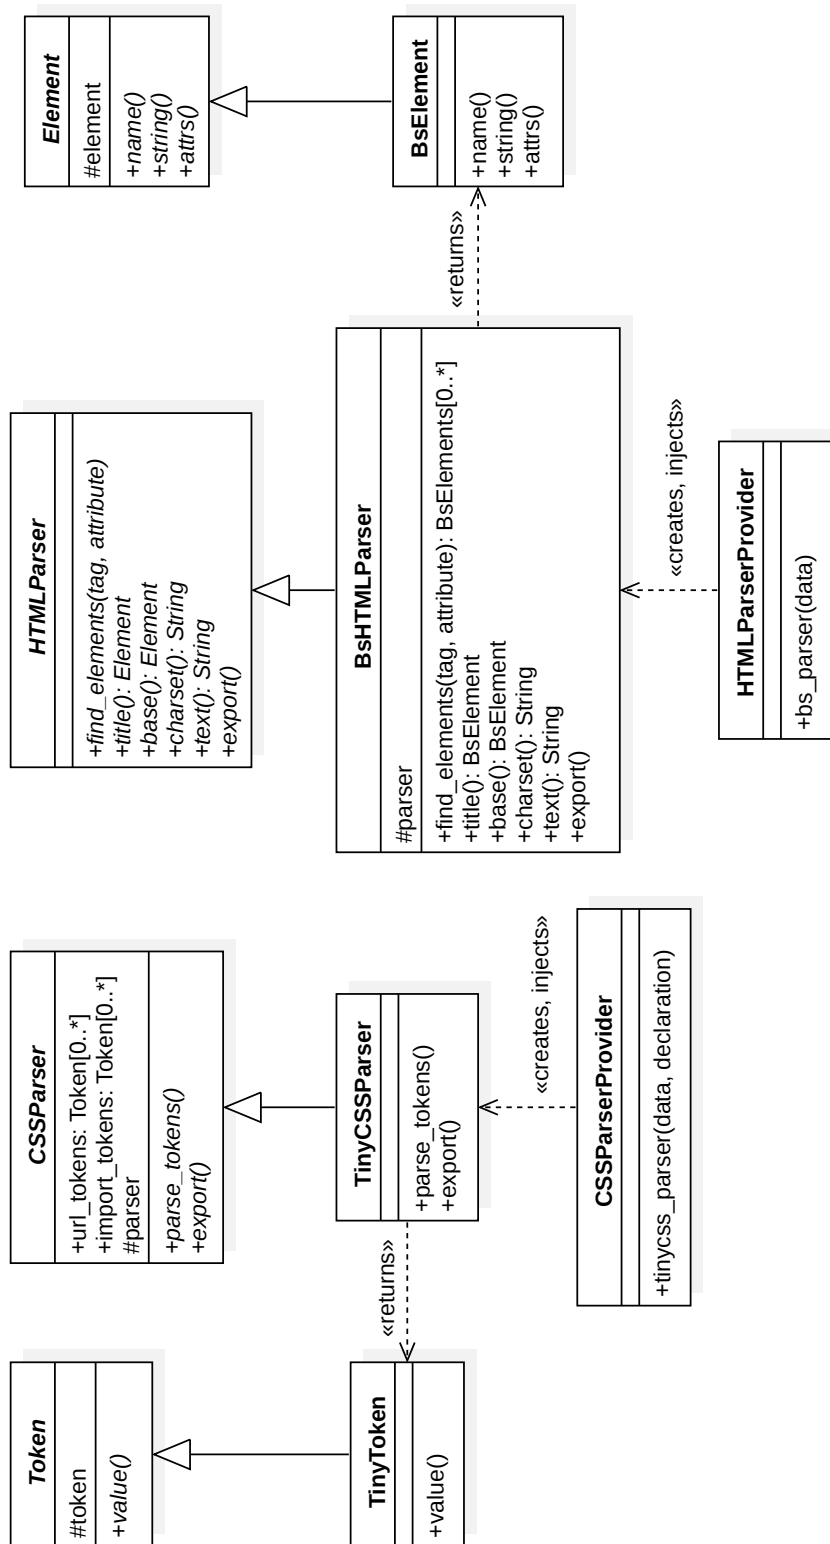 Token
#token
+value()
TinyToken
+value()
«returns»
CSSParser
+url_tokens: Token[0..*]
+import_tokens: Token[0..*]
#parser
+parse_tokens()
+export()
TinyCSSParser
+parse_tokens()
+export()
«creates, injects»
CSSParserProvider
+tinycss_parser(data, declaration)
HTMLParser
+find_elements(tag, attribute)
+title(): Element
+base(): Element
+charset(): String
+text(): String
+export()
BsHTMLParser
#parser
+find_elements(tag, attribute): BsElements[0..*]
+title(): BsElement
+base(): BsElement
+charset(): String
+text(): String
+export()
«creates, injects»
HTMLParserProvider
+bs_parser(data)
«returns»
Element
#element
+name()
+string()
+attrs()
BsElement
+name()
+string()
+attrs()